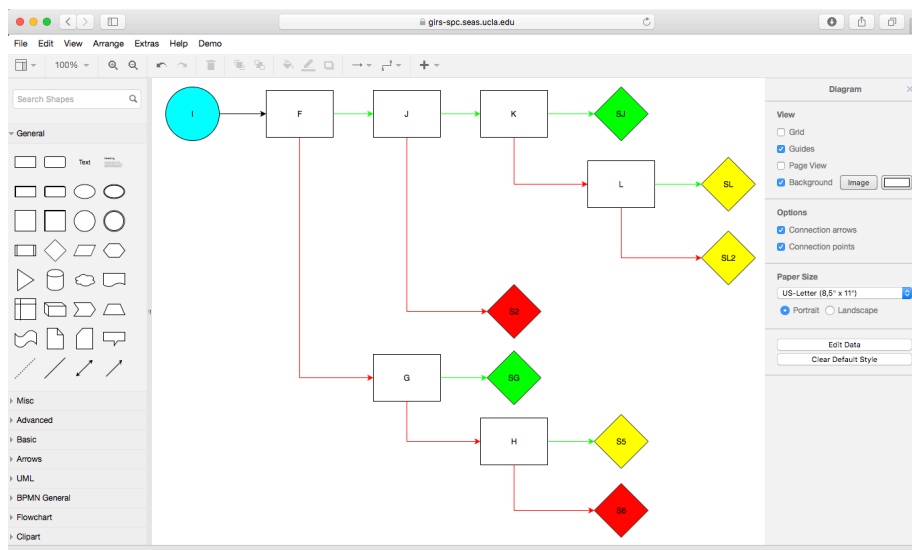 girs-spc.seas.ucla.edu
File Edit View Arrange Extras Help Demo
100%
Search Shapes
General
Text
Misc
Advanced
Basic
Arrows
UML
BPMN General
Flowchart
Clipart
I
F
J
K
SJ
L
SL
SL2
S2
G
SG
H
S5
S6
Diagram
View
Grid
Guides
Page View
Background Image
Options
Connection arrows
Connection points
Paper Size
US-Letter (8,5" x 11")
Portrait Landscape
Edit Data
Clear Default Style